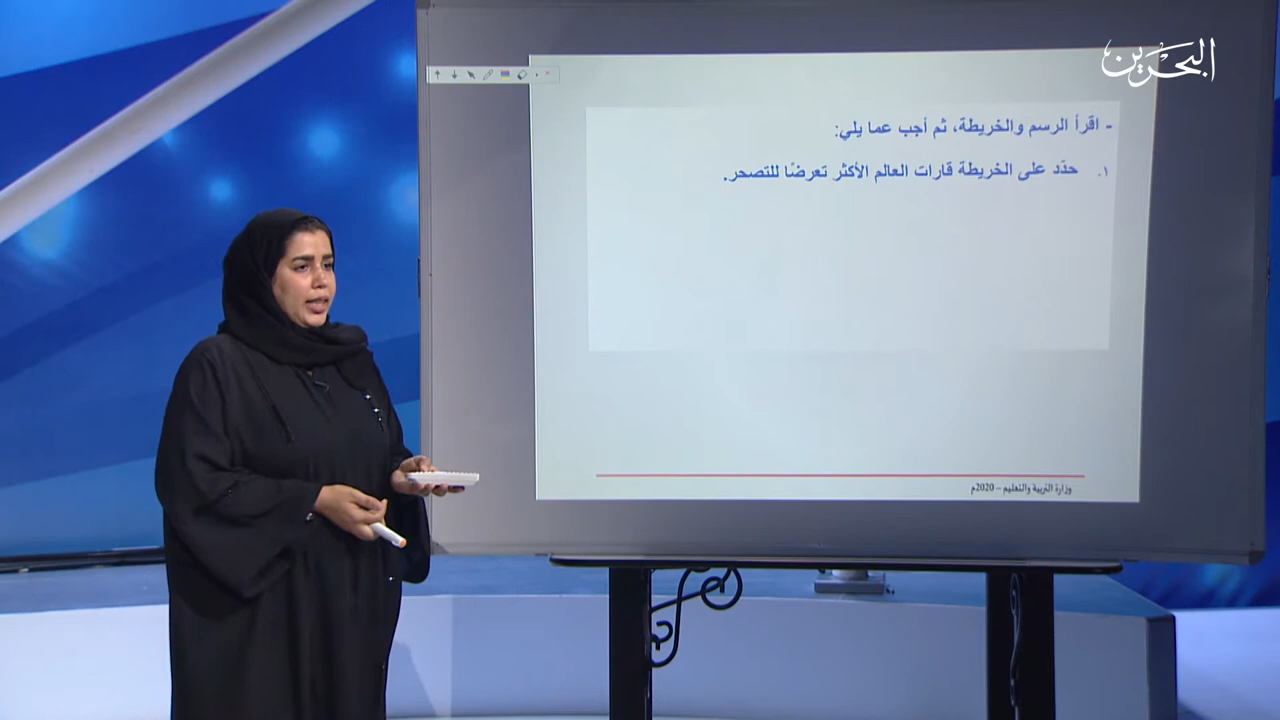 البحرين
- اقرأ الرسم والخريطة، ثم أجب عما يلي:
١. حدّد على الخريطة قارات العالم الأكثر تعرضًا للتصحر.
وزارة التربية والتعليم – 2020م